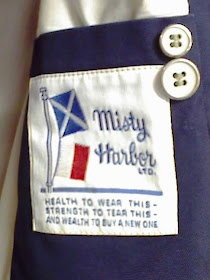 Misty
Harbor
LTD.
HEALTH TO WEAR THIS-
STRENGTH TO TEAR THIS-
AND WEALTH TO BUY A NEW ONE